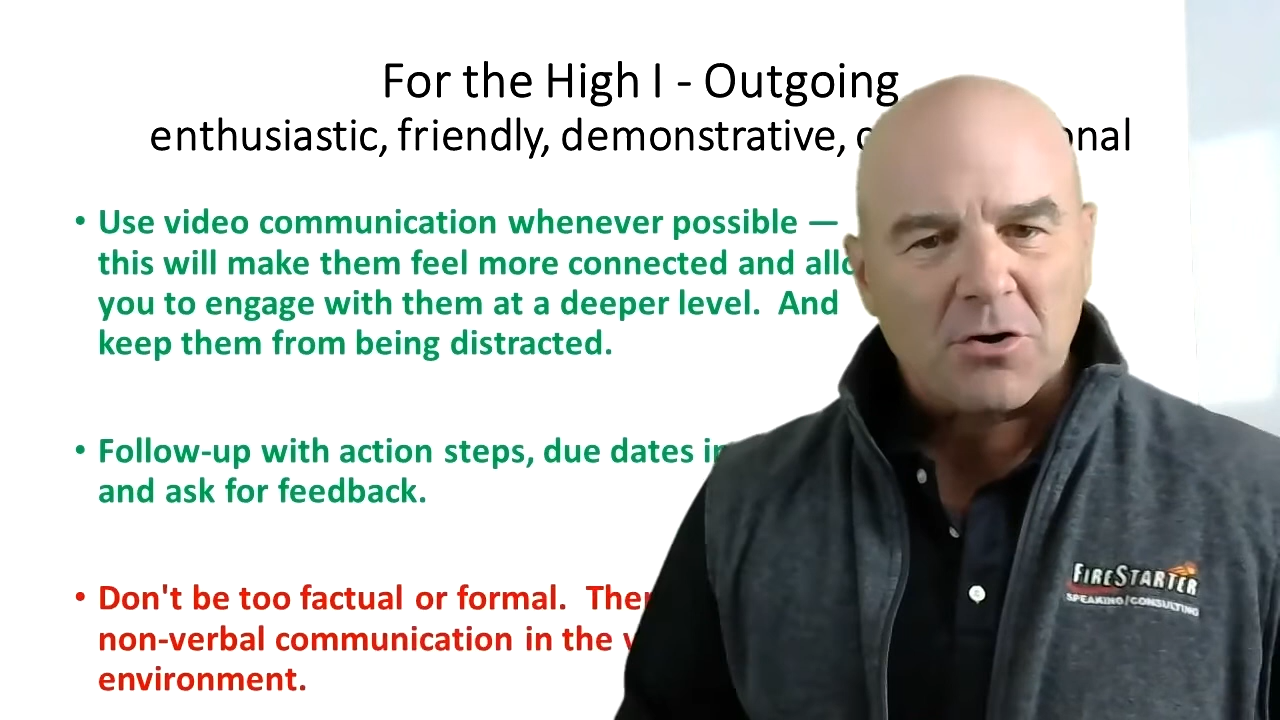 For the High I - Outgoing
enthusiastic, friendly, demonstrative,
• Use video communication whenever possible —
this will make them feel more connected and
you to engage with them at a deeper level. And
keep them from being distracted.
• Follow-up with action steps, due dates
and ask for feedback.
• Don't be too factual or formal.
non-verbal communication in the
environment.
FIRESTARTER
SPEAKING/CONSULTING